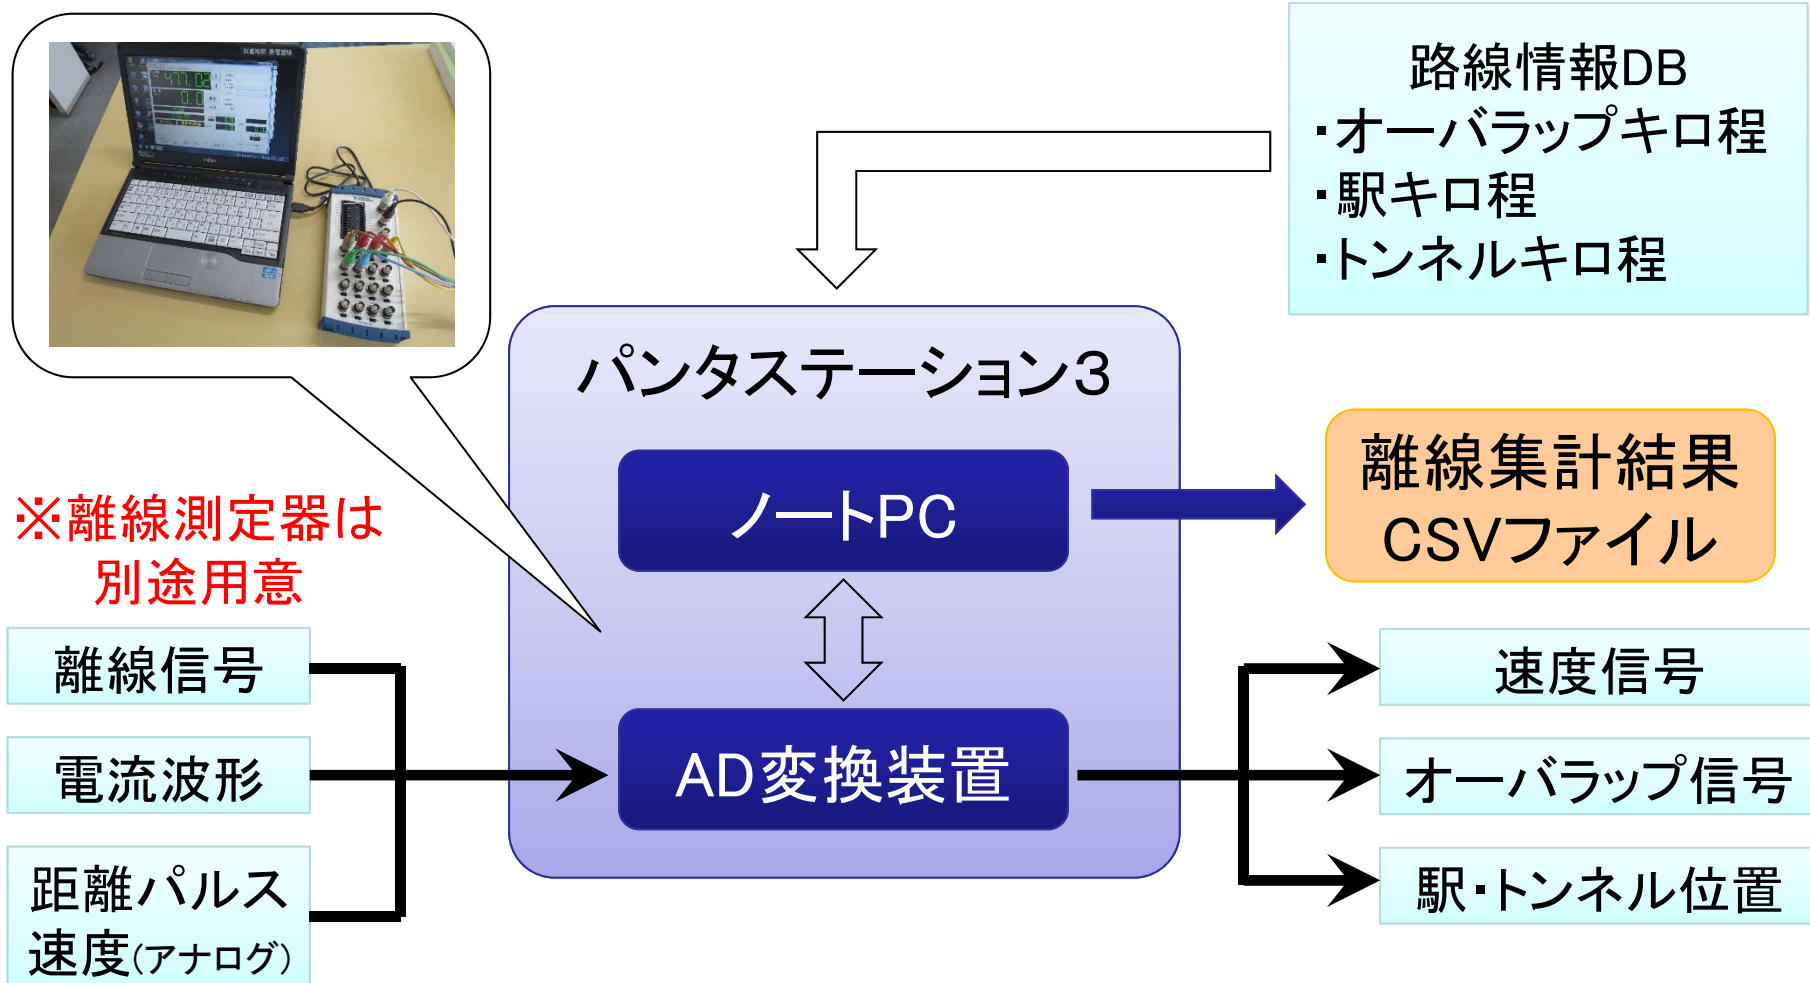 路線情報DB
・オーバラップキロ程
・駅キロ程
・トンネルキロ程
477.02
0.0
FUJITSU
パンタステーション３
ノートPC
AD変換装置
離線集計結果
CSVファイル
※離線測定器は
別途用意
離線信号
電流波形
距離パルス
速度(アナログ)
速度信号
オーバラップ信号
駅・トンネル位置